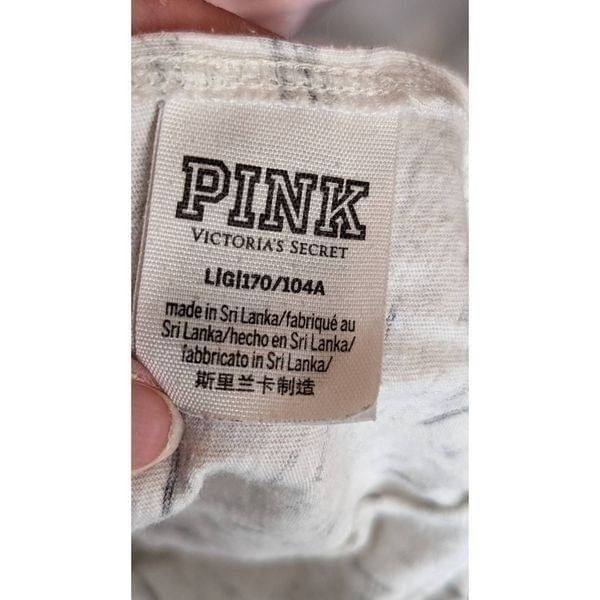 PINK
VICTORIA'S SECRET
L|G|170/104A
made in Sri Lanka/fabriqué au
Sri Lanka/hecho en Sri Lanka/
fabbricato in Sri Lanka/
斯里兰卡制造